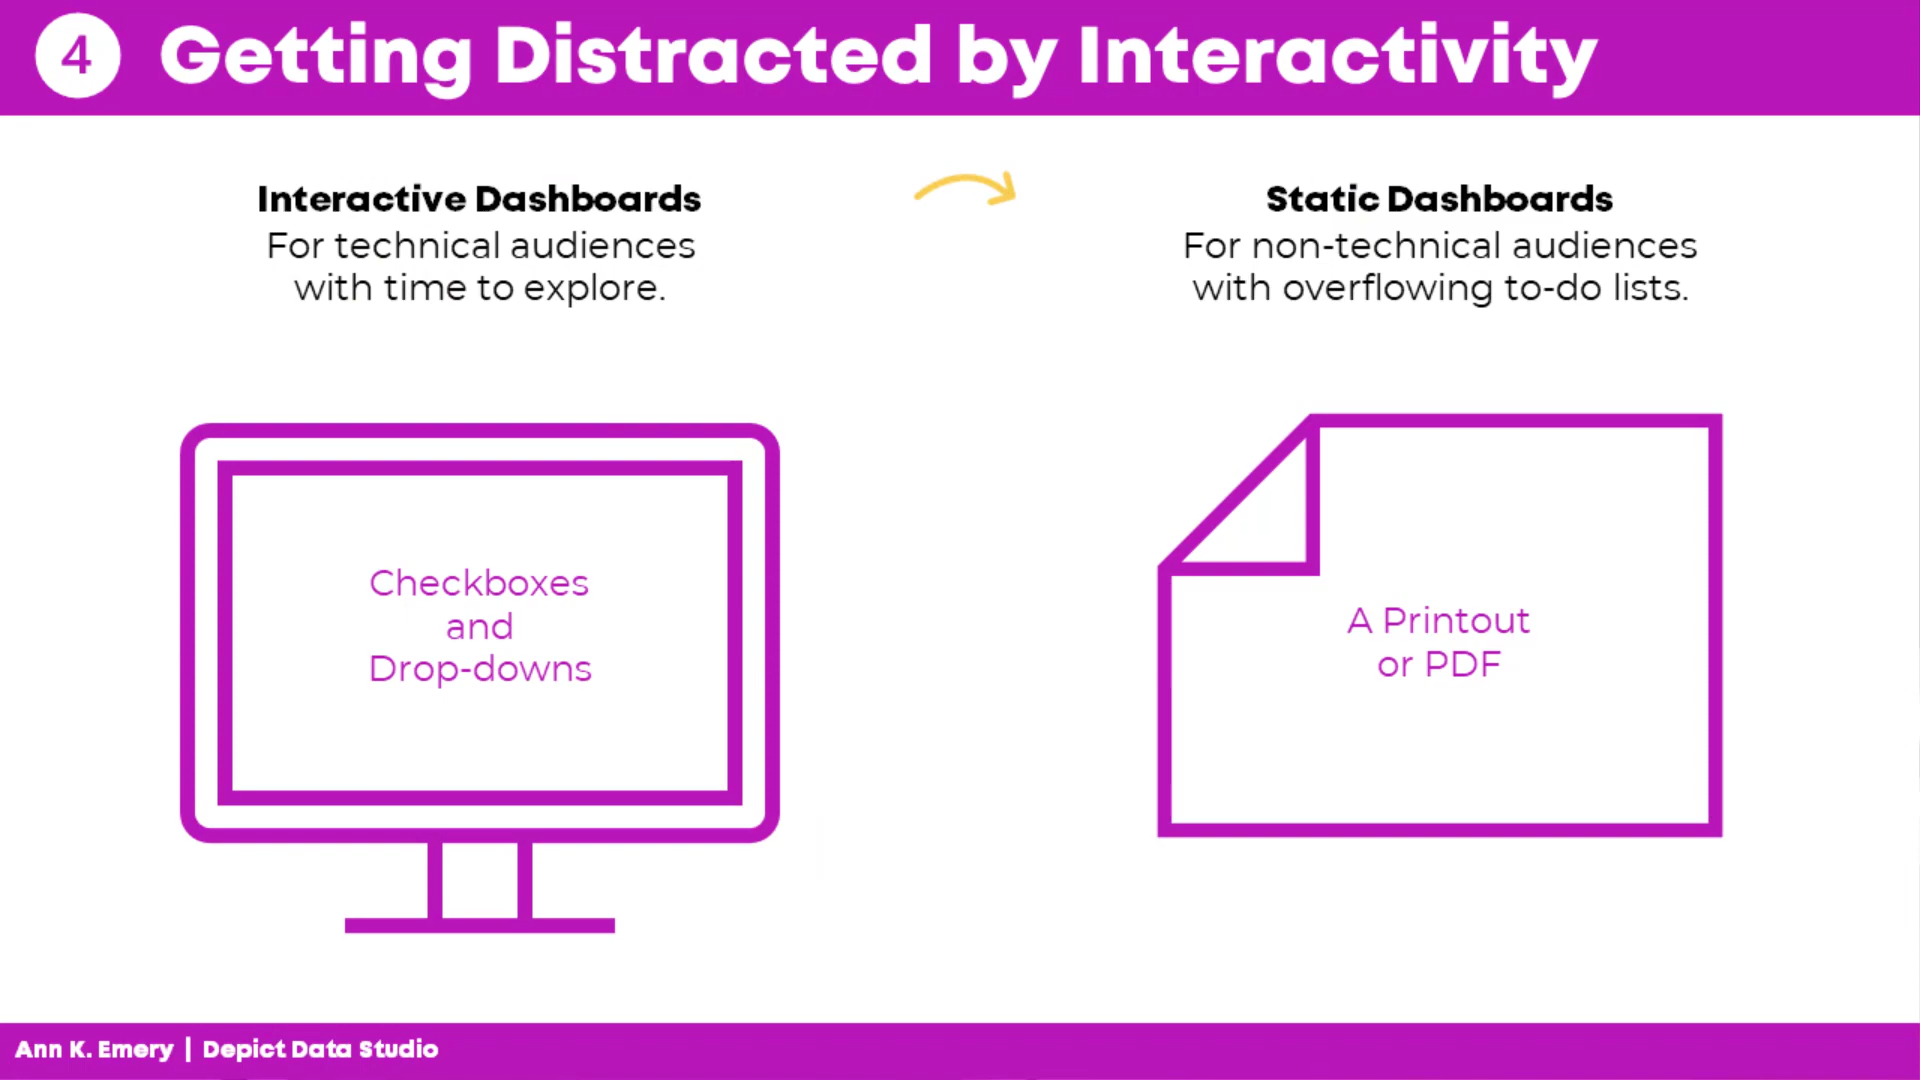 4 Getting Distracted by Interactivity
Interactive Dashboards
For technical audiences
with time to explore.
Static Dashboards
For non-technical audiences
with overflowing to-do lists.
Checkboxes
and
Drop-downs
A Printout
or PDF
Ann K. Emery | Depict Data Studio